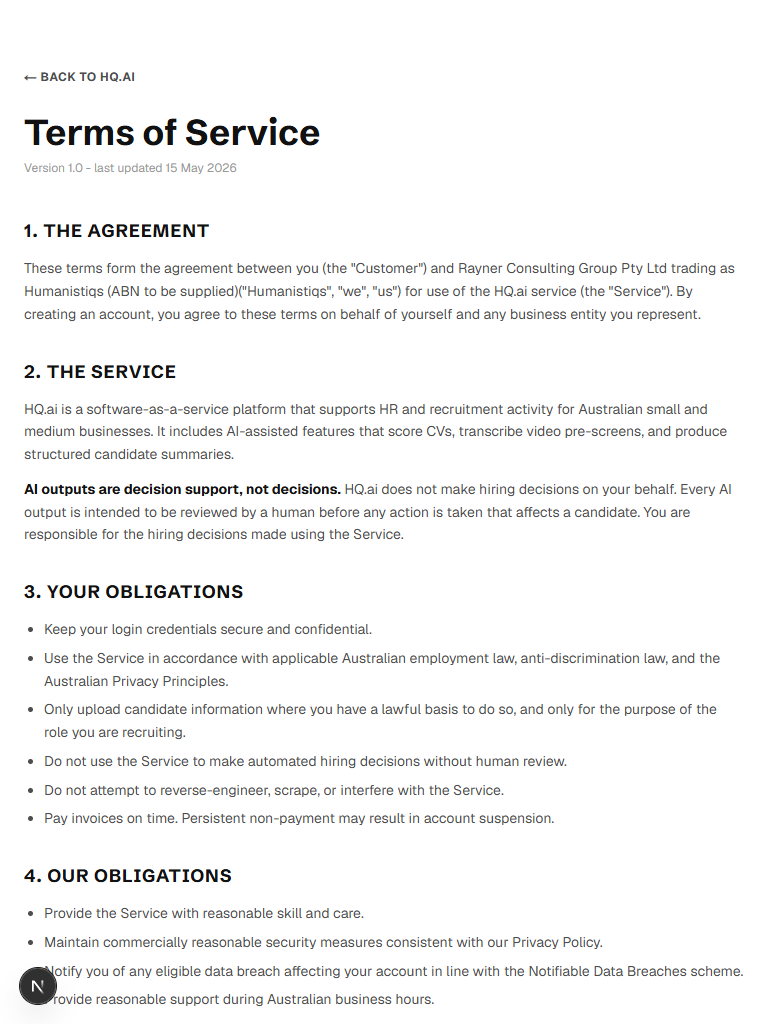 ← BACK TO HQ.AI
Terms of Service
Version 1.0 - last updated 15 May 2026
1. THE AGREEMENT
These terms form the agreement between you (the "Customer") and Rayner Consulting Group Pty Ltd trading as
Humanistiqs (ABN to be supplied)("Humanistiqs", "we", "us") for use of the HQ.ai service (the "Service"). By
creating an account, you agree to these terms on behalf of yourself and any business entity you represent.
2. THE SERVICE
HQ.ai is a software-as-a-service platform that supports HR and recruitment activity for Australian small and
medium businesses. It includes AI-assisted features that score CVs, transcribe video pre-screens, and produce
structured candidate summaries.
AI outputs are decision support, not decisions. HQ.ai does not make hiring decisions on your behalf. Every AI
output is intended to be reviewed by a human before any action is taken that affects a candidate. You are
responsible for the hiring decisions made using the Service.
3. YOUR OBLIGATIONS
• Keep your login credentials secure and confidential.
• Use the Service in accordance with applicable Australian employment law, anti-discrimination law, and the
Australian Privacy Principles.
• Only upload candidate information where you have a lawful basis to do so, and only for the purpose of the
role you are recruiting.
• Do not use the Service to make automated hiring decisions without human review.
• Do not attempt to reverse-engineer, scrape, or interfere with the Service.
• Pay invoices on time. Persistent non-payment may result in account suspension.
4. OUR OBLIGATIONS
• Provide the Service with reasonable skill and care.
• Maintain commercially reasonable security measures consistent with our Privacy Policy.
Notify you of any eligible data breach affecting your account in line with the Notifiable Data Breaches scheme.
Provide reasonable support during Australian business hours.
N